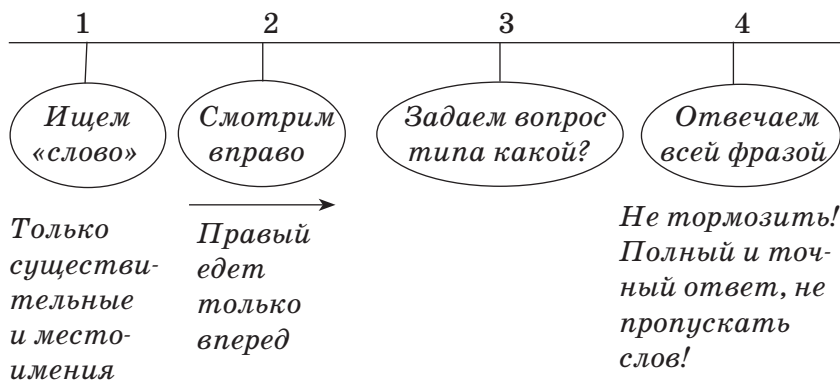 1
2
3
4
Ищем
«слово»
Смотрим
вправо
Задаем вопрос
типа какой?
Отвечаем
всей фразой
Только
существи-
тельные
и место-
имения
Правый
едет
только
вперед
Не тормозить!
Полный и точ-
ный ответ, не
пропускать
слов!